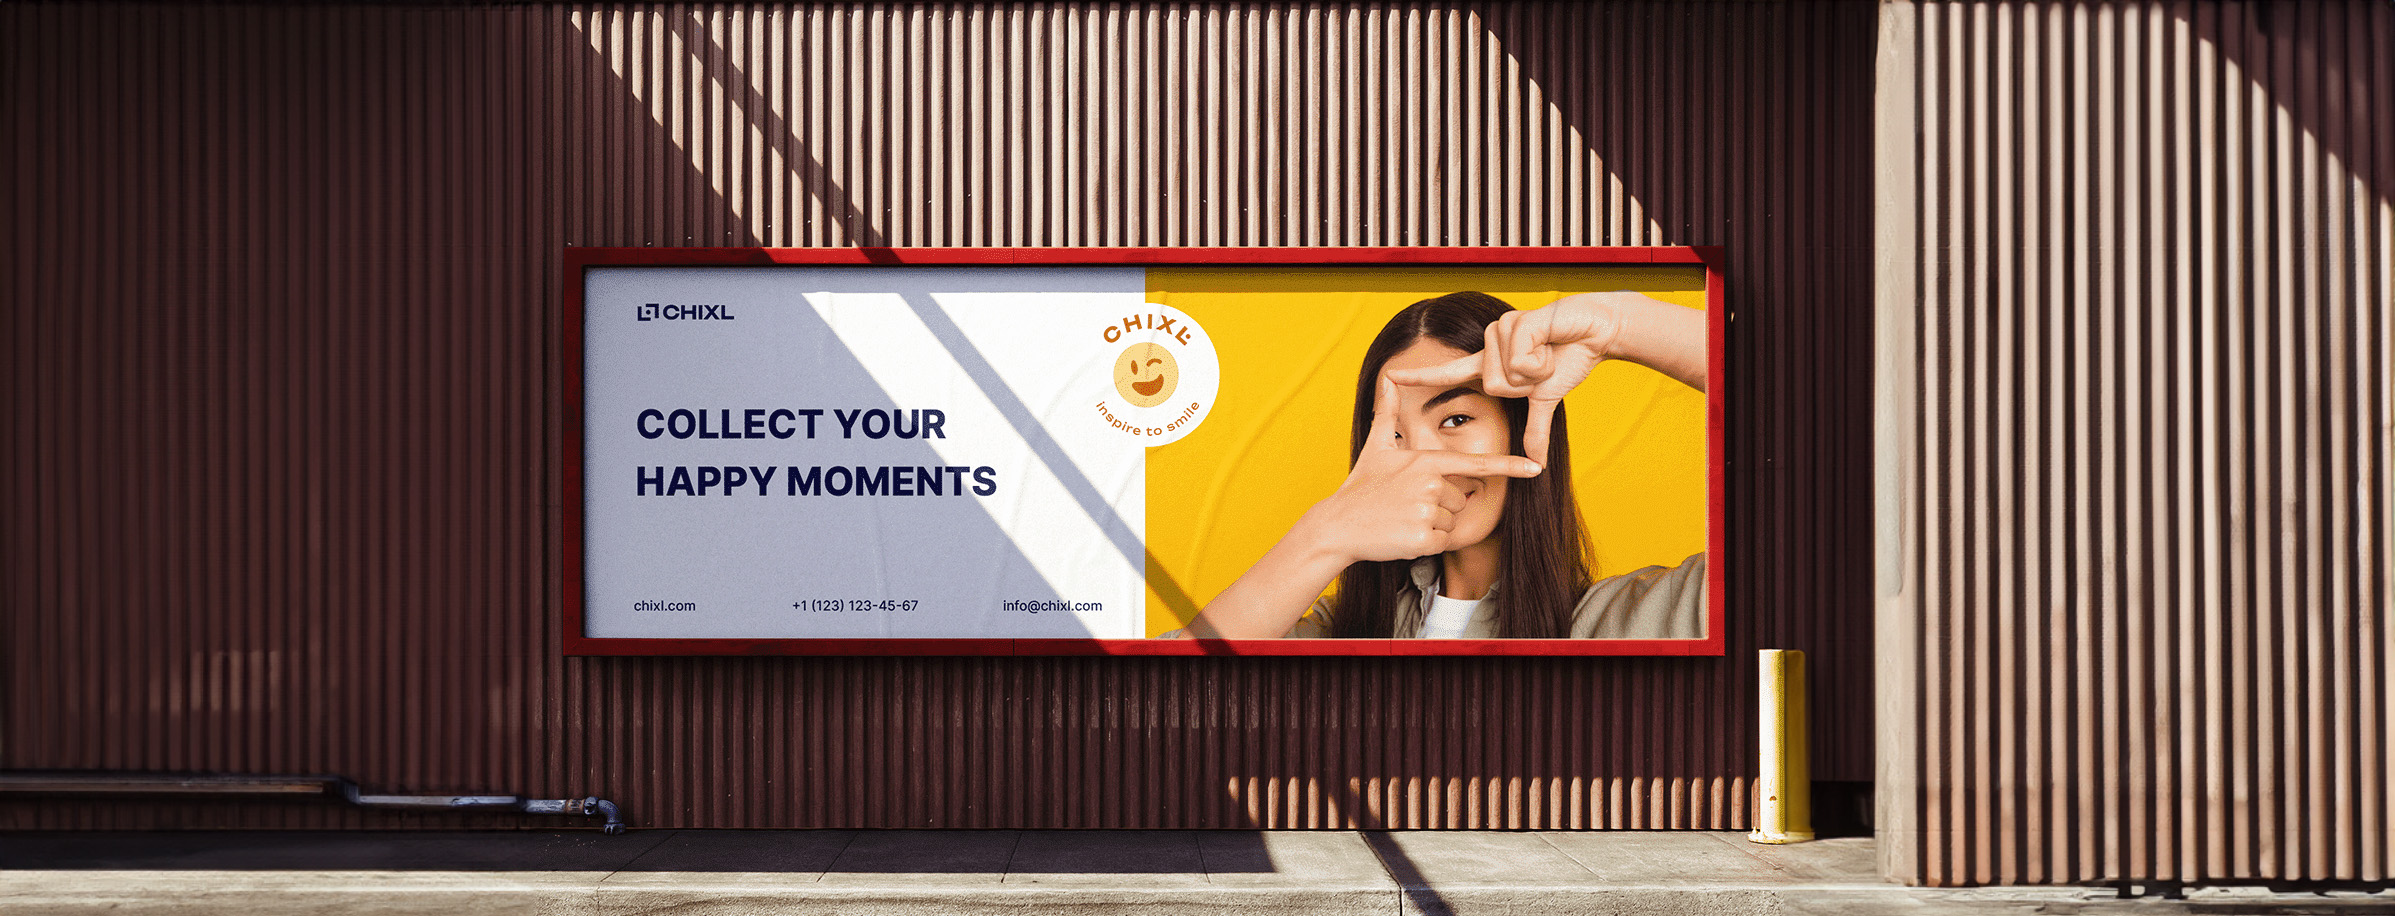 CHIXL
COLLECT YOUR
HAPPY MOMENTS
chixl.com
+1 (123) 123-45-67
info@chixl.com
CHIXL
inspire to smile